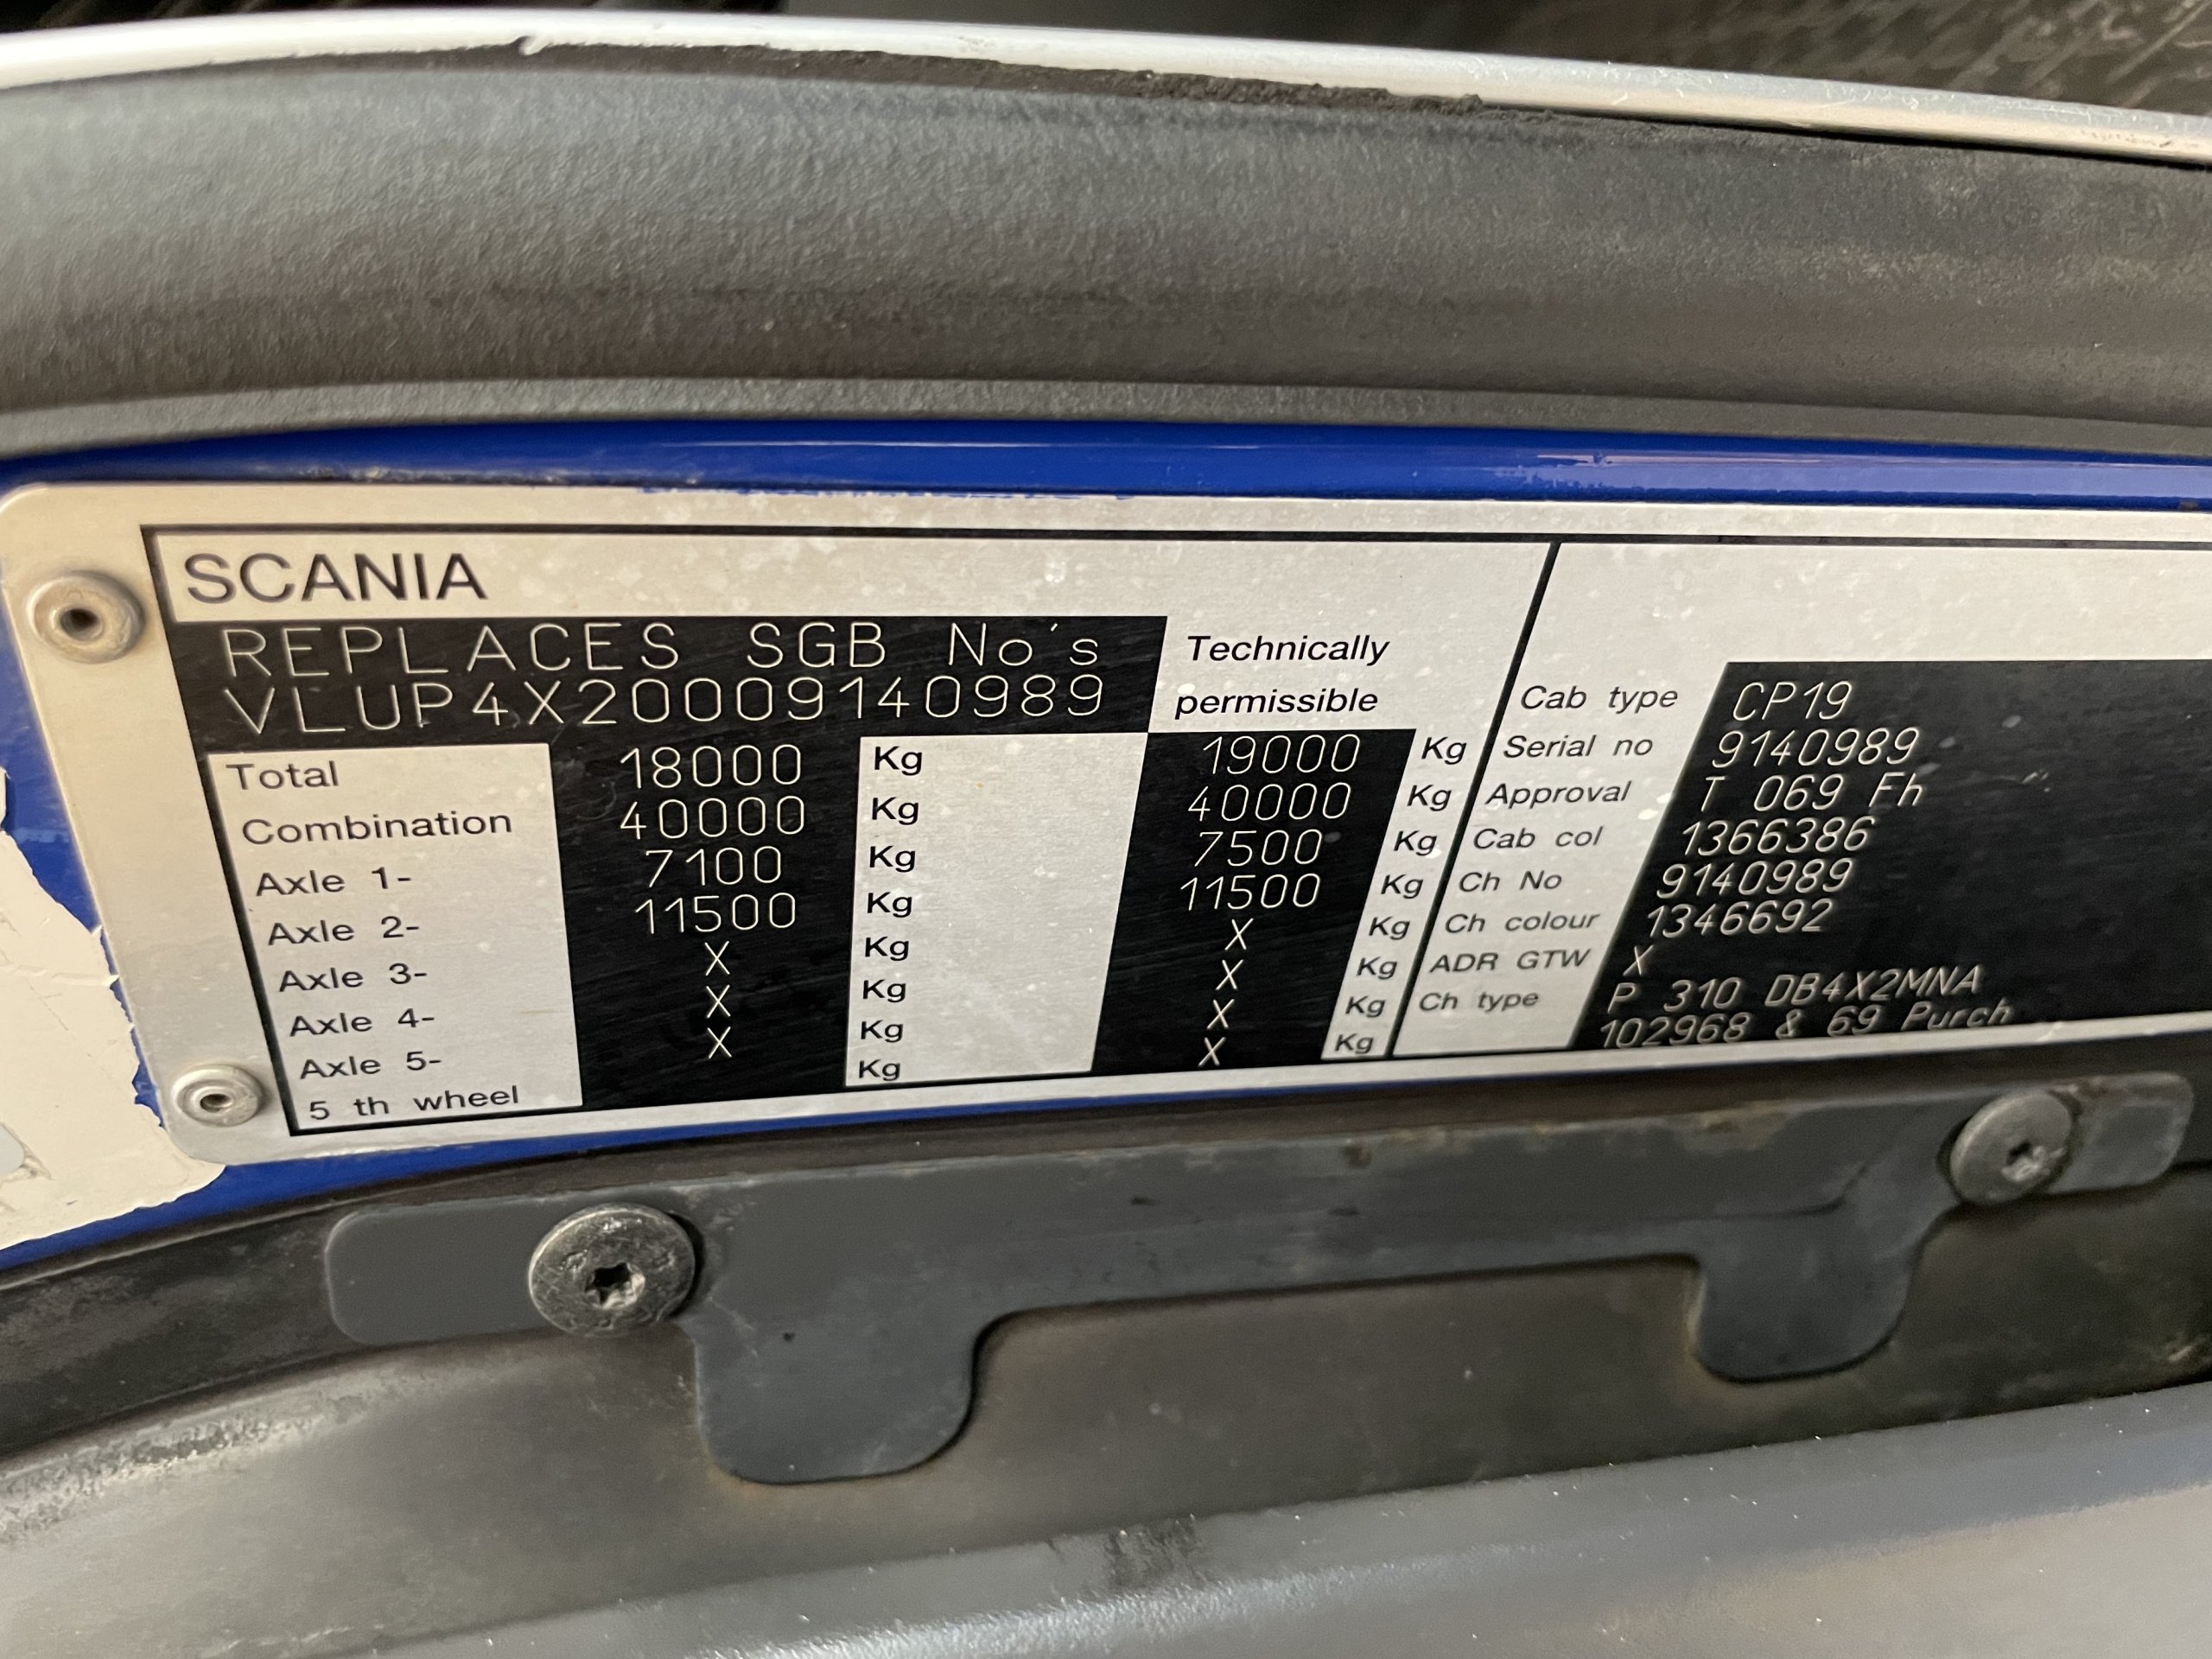 SCANIA
REPLACES SGB No's
VLUP4X20009140989
Technically
permissible
Total 18000 Kg 19000 Kg
Combination 40000 Kg 40000 Kg
Axle 1- 7100 Kg 7500 Kg
Axle 2- 11500 Kg 11500 Kg
Axle 3- X Kg X Kg
Axle 4- X Kg X Kg
Axle 5- X Kg X Kg
5 th wheel Kg X Kg
Cab type CP19
Serial no 9140989
Approval T 069 Fh
Cab col 1366386
Ch No 9140989
Ch colour 1346692
ADR GTW X
Ch type P 310 DB4X2MNA
102968 & 69 Purch